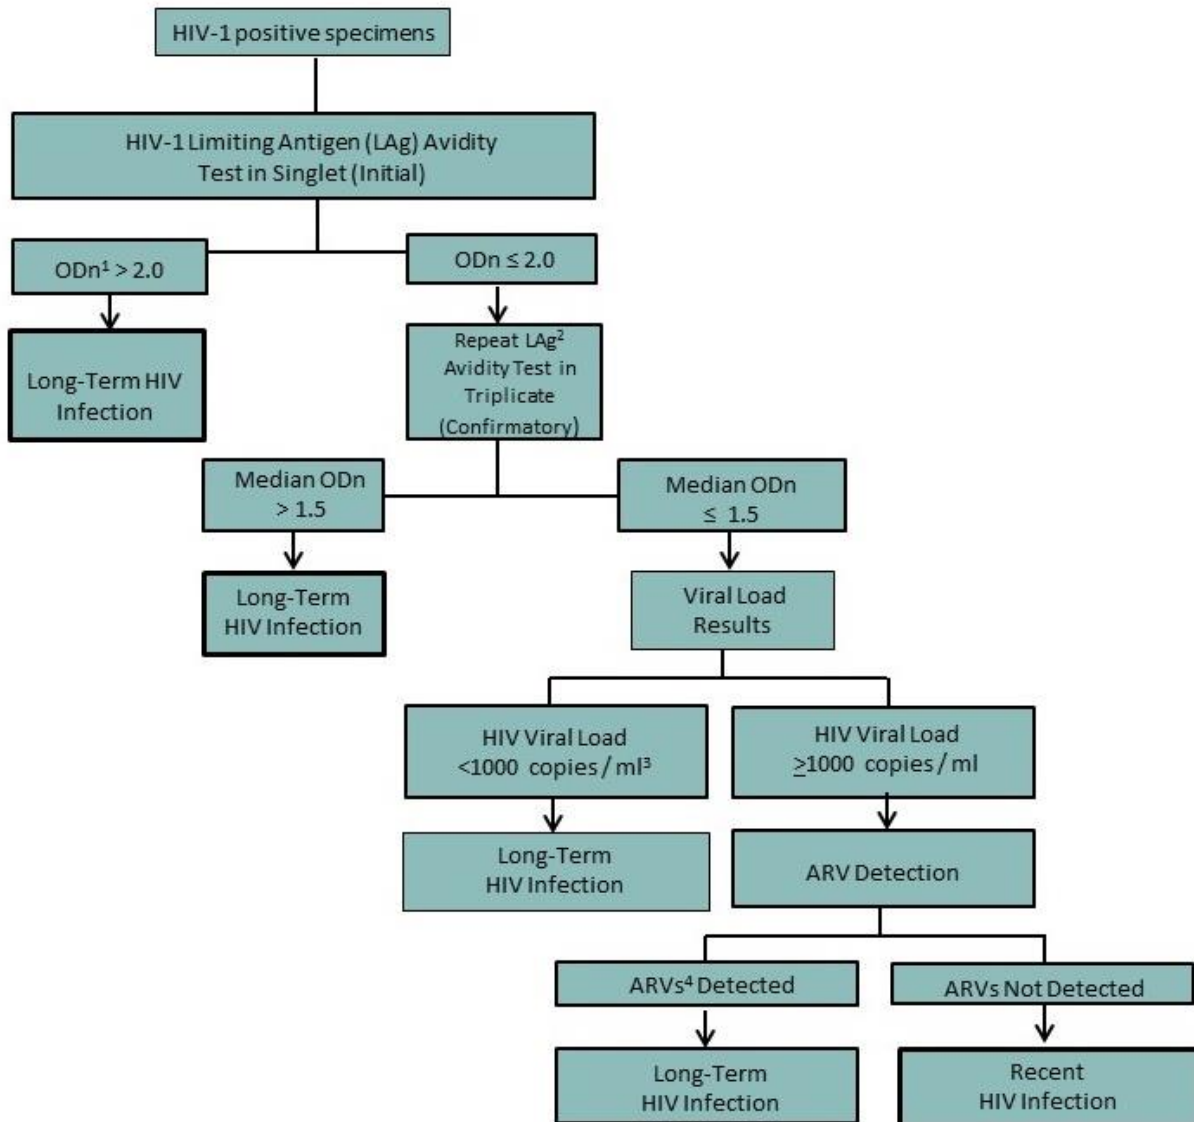 HIV-1 positive specimens
HIV-1 Limiting Antigen (LAg) Avidity
Test in Singlet (Initial)
ODn¹ > 2.0
ODn ≤ 2.0
Long-Term HIV
Infection
Repeat LAg²
Avidity Test in
Triplicate
(Confirmatory)
Median ODn
> 1.5
Median ODn
≤ 1.5
Long-Term
HIV Infection
Viral Load
Results
HIV Viral Load
<1000 copies / ml³
HIV Viral Load
≥1000 copies / ml
Long-Term
HIV Infection
ARV Detection
ARVs⁴ Detected
ARVs Not Detected
Long-Term
HIV Infection
Recent
HIV Infection